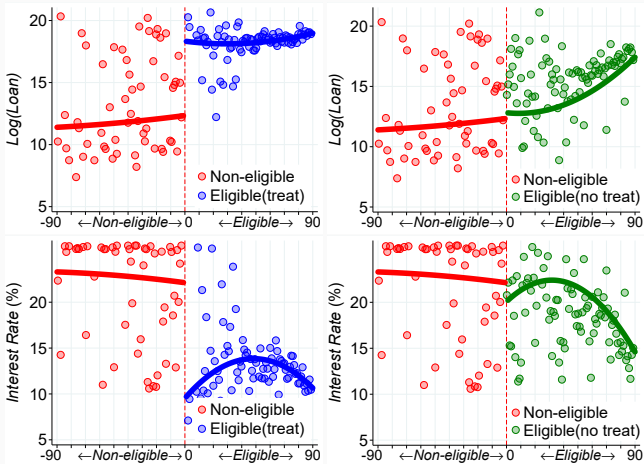 Log(Loan)
20
15
10
5
Non-eligible
Eligible(treat)
-90 ←Non-eligible→ 0 ←Eligible→ 90
Log(Loan)
20
15
10
5
Non-eligible
Eligible(no treat)
-90 ←Non-eligible→ 0 ←Eligible→ 90
Interest Rate (%)
20
15
10
5
Non-eligible
Eligible(treat)
-90 ←Non-eligible→ 0 ←Eligible→ 90
Interest Rate (%)
20
15
10
5
Non-eligible
Eligible(no treat)
-90 ←Non-eligible→ 0 ←Eligible→ 90